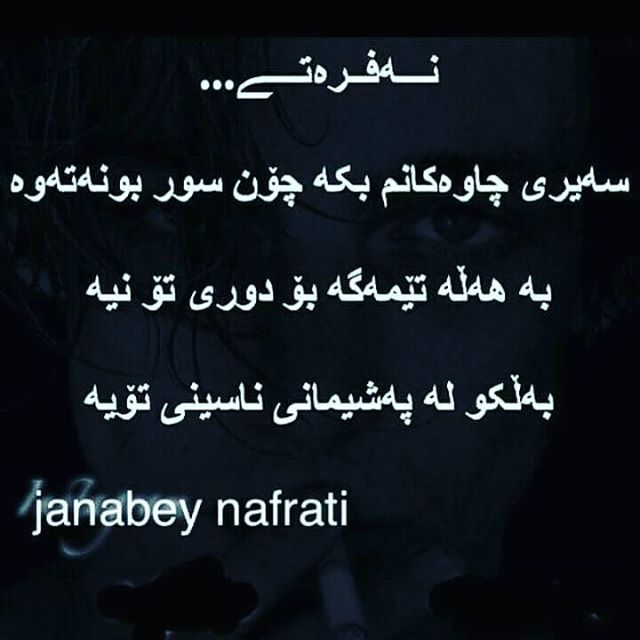 نــەفـرەتــے...
سەیری چاوەکانم بکە چۆن سور بونەتەوە
بە هەڵە تێمەگە بۆ دوری تۆ نیە
بەڵکو لە پەشیمانی ناسینی تۆیە
janabey nafrati